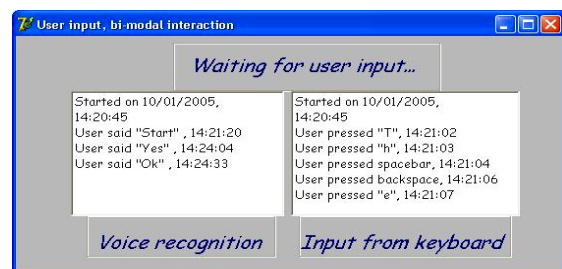 User input, bi-modal interaction
Waiting for user input...
Started on 10/01/2005,
14:20:45
User said "Start" , 14:21:20
User said "Yes" , 14:24:04
User said "Ok" , 14:24:33
Started on 10/01/2005,
14:20:45
User pressed "T", 14:21:02
User pressed "h", 14:21:03
User pressed spacebar, 14:21:04
User pressed backspace, 14:21:06
User pressed "e", 14:21:07
Voice recognition
Input from keyboard